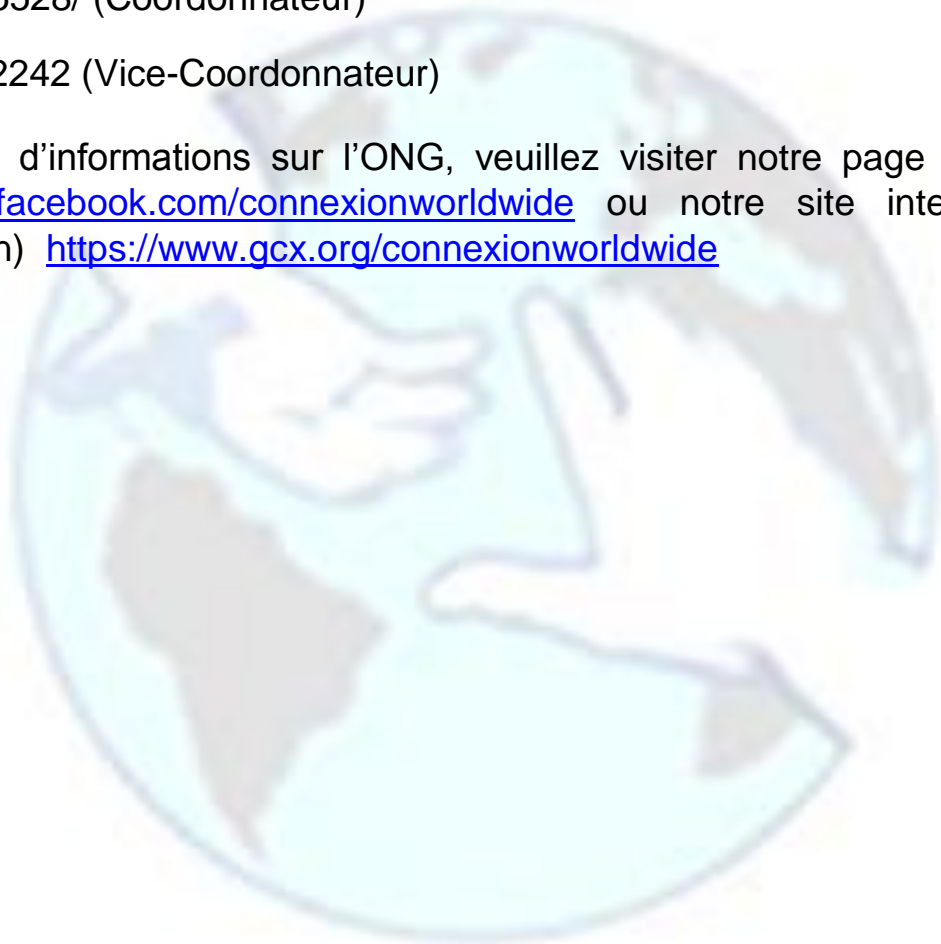 5528/ (Coordonnateur)
2242 (Vice-Coordonnateur)
d’informations sur l’ONG, veuillez visiter notre page
facebook.com/connexionworldwide ou notre site inte
n) https://www.gcx.org/connexionworldwide